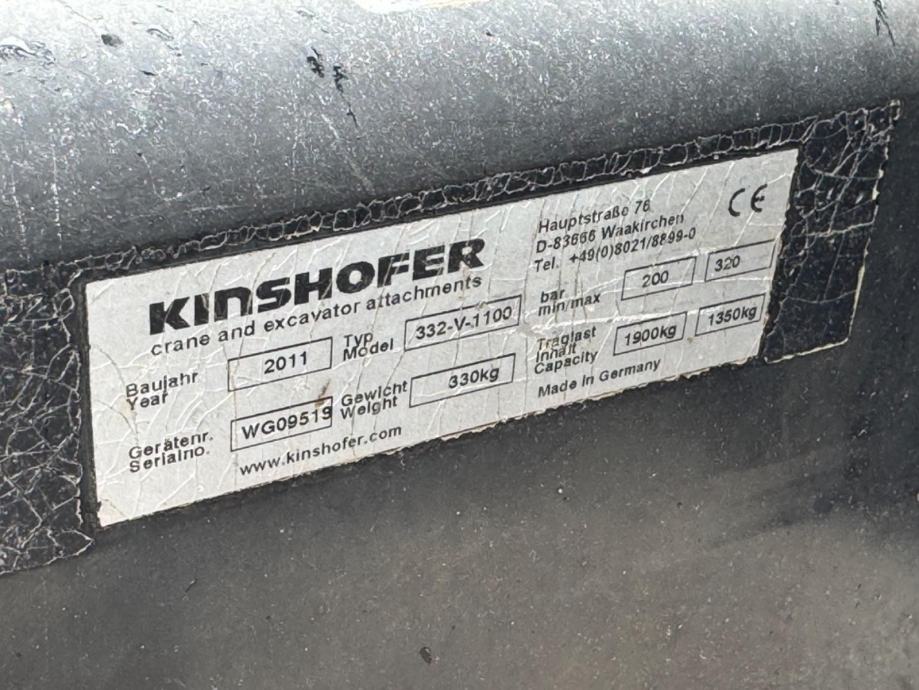 KINSHOFER
crane and excavator attachments
Hauptstraße 76
D-83666 Waakirchen
Tel. +49(0)8021/8899-0
CE
Baujahr
Year
2011
Typ
Model
332-V-1100
bar
min/max
200
320
Gerätenr.
Serialno.
WG09519
Gewicht
Weight
330kg
Traglast
Inhalt
Capacity
1900kg
1350kg
www.kinshofer.com
Made in Germany